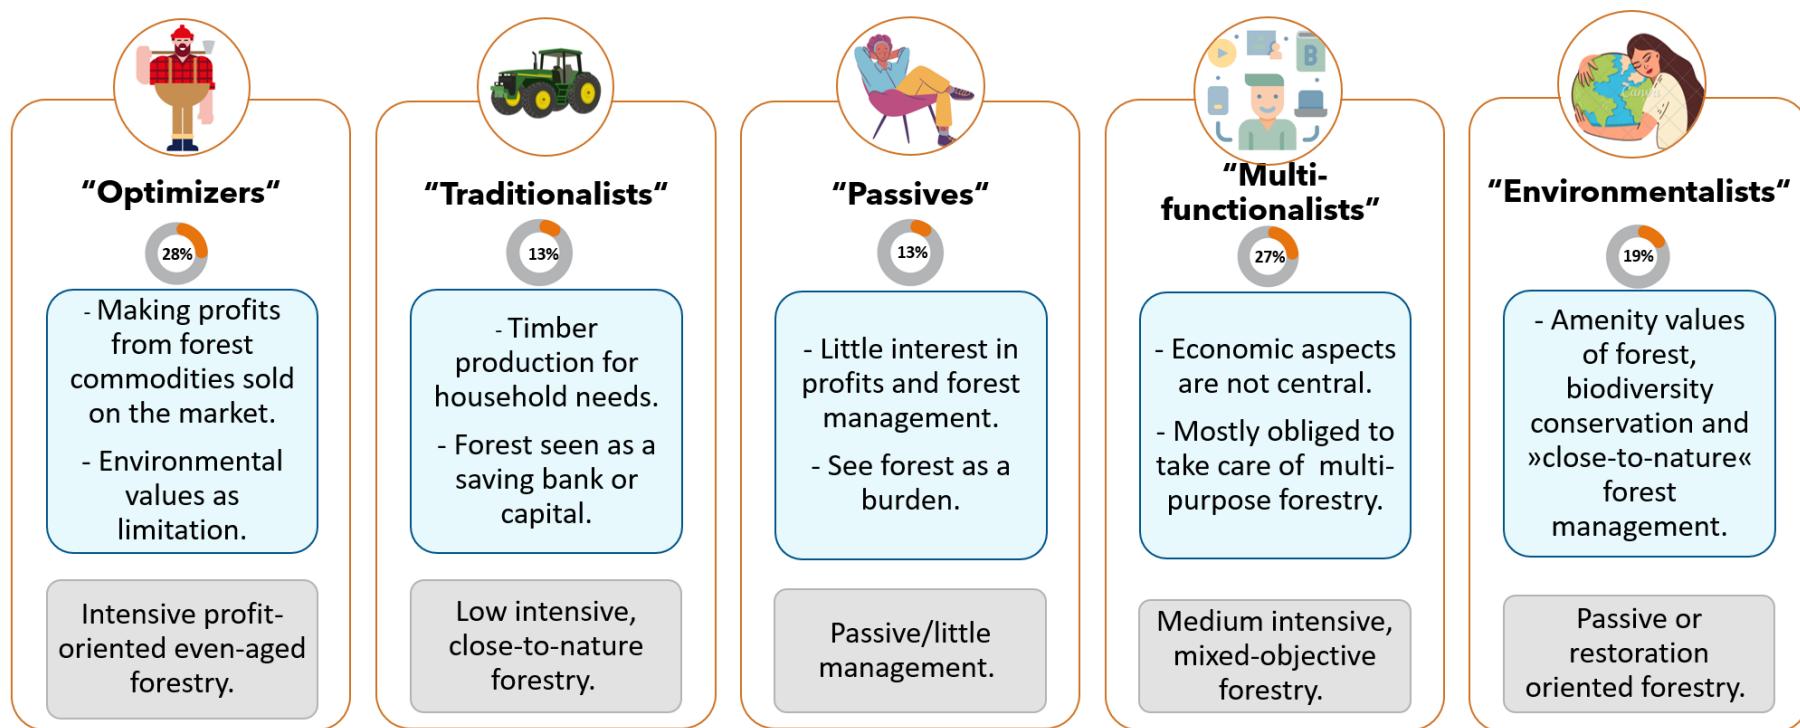 “Optimizers“
28%
- Making profits
from forest
commodities sold
on the market.
- Environmental
values as
limitation.
Intensive profit-
oriented even-aged
forestry.
“Traditionalists“
13%
- Timber
production for
household needs.
- Forest seen as a
saving bank or
capital.
Low intensive,
close-to-nature
forestry.
“Passives“
13%
- Little interest in
profits and forest
management.
- See forest as a
burden.
Passive/little
management.
B
“Multi-
functionalists”
27%
- Economic aspects
are not central.
- Mostly obliged to
take care of multi-
purpose forestry.
Medium intensive,
mixed-objective
forestry.
Canva
“Environmentalists”
19%
- Amenity values
of forest,
biodiversity
conservation and
»close-to-nature«
forest
management.
Passive or
restoration
oriented forestry.